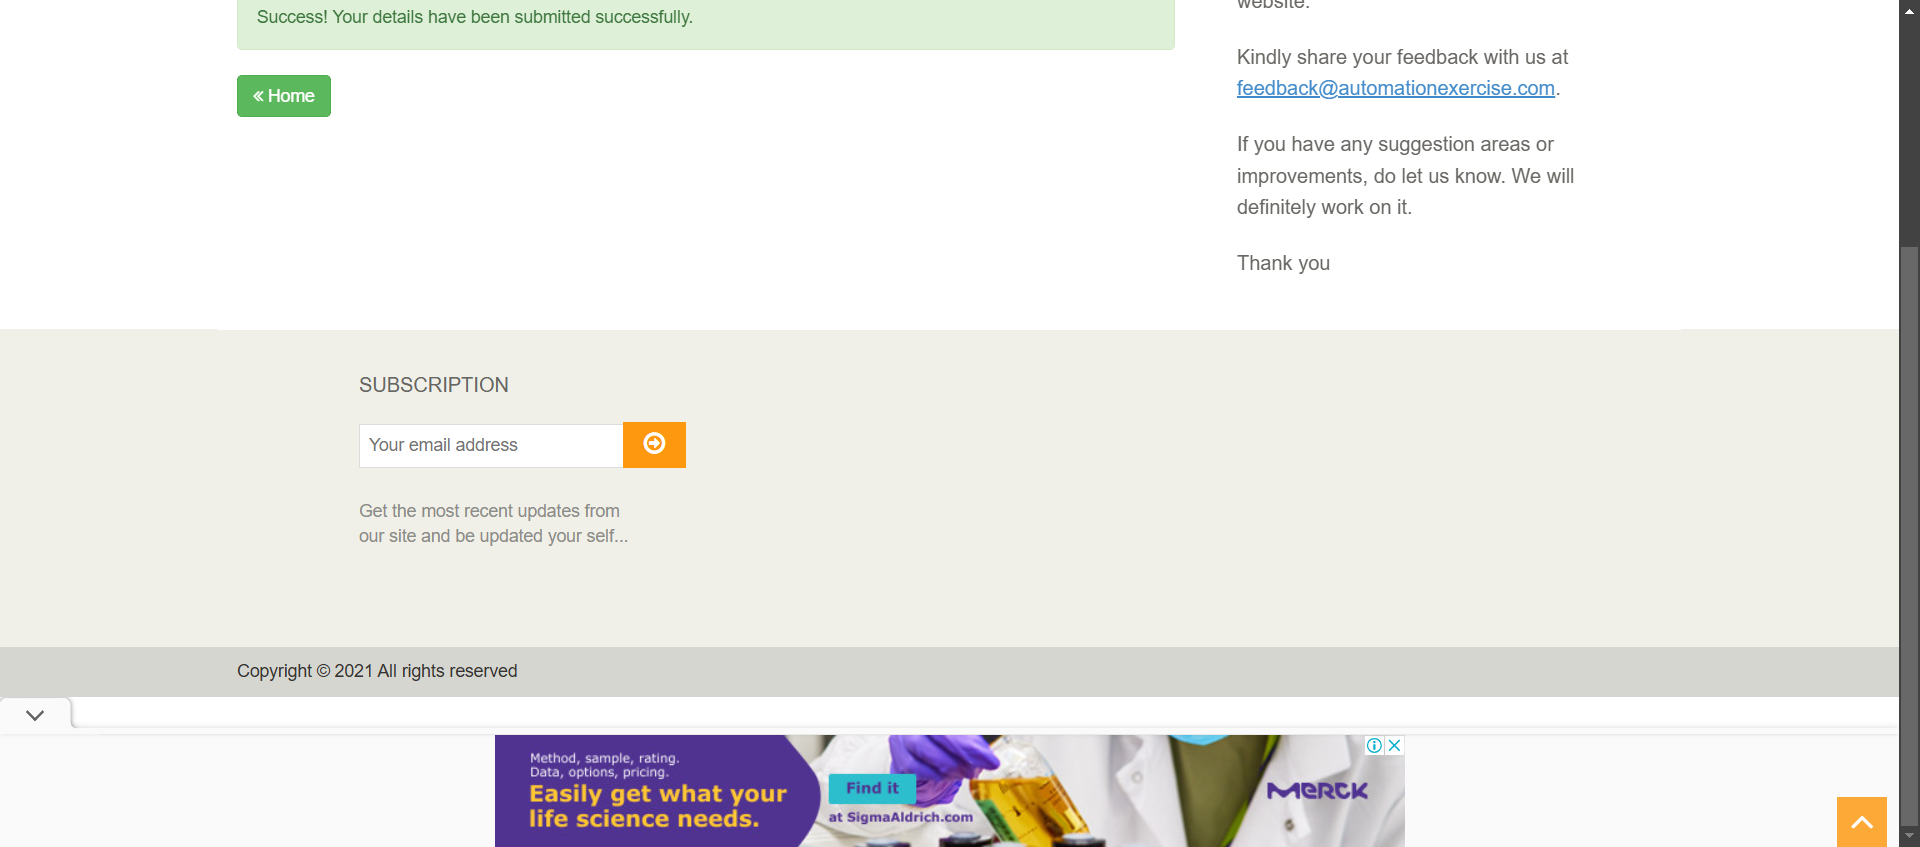 Success! Your details have been submitted successfully.
« Home
website.
Kindly share your feedback with us at
feedback@automationexercise.com.
If you have any suggestion areas or
improvements, do let us know. We will
definitely work on it.
Thank you
SUBSCRIPTION
Your email address
Get the most recent updates from
our site and be updated your self...
Copyright © 2021 All rights reserved
Method, sample, rating.
Data, options, pricing.
Easily get what your
life science needs.
Find it
at SigmaAldrich.com
MERCK